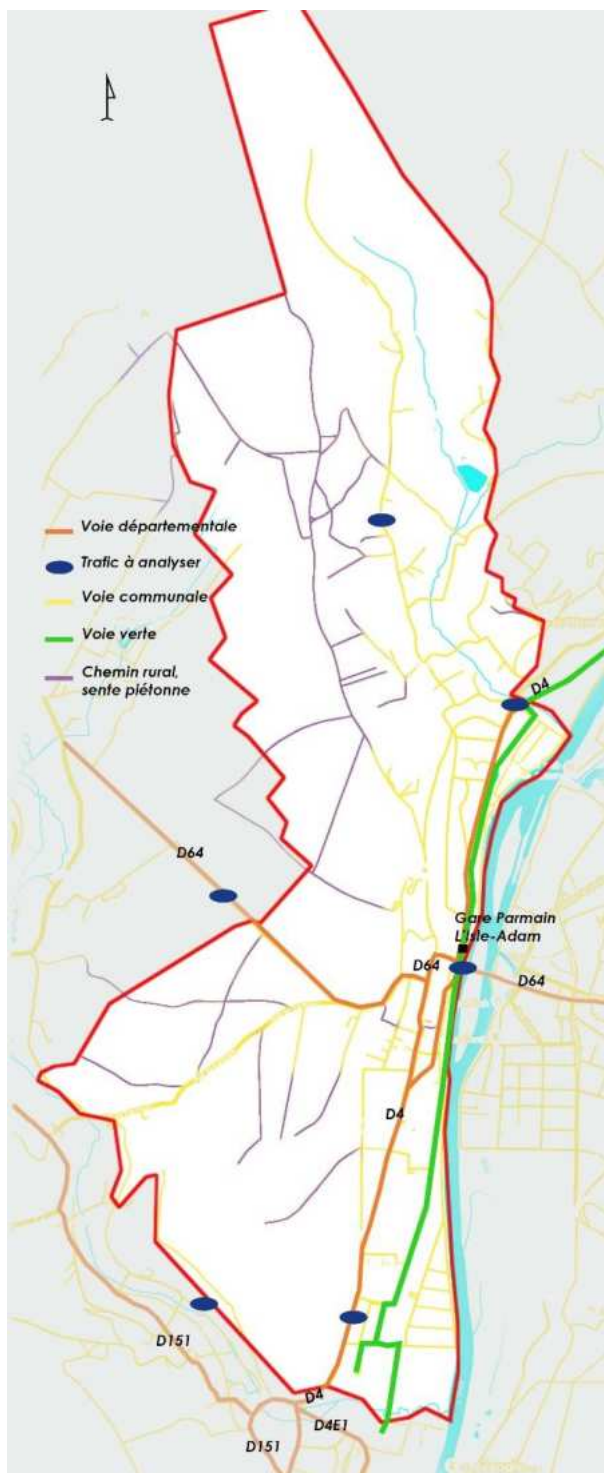 Voie départementale
Trafic à analyser
Voie communale
Voie verte
Chemin rural,
sente piétonne
D4
D64
Gare Parmain
L'Isle-Adam
D64
D64
D4
D151
D4
D4E1
D151